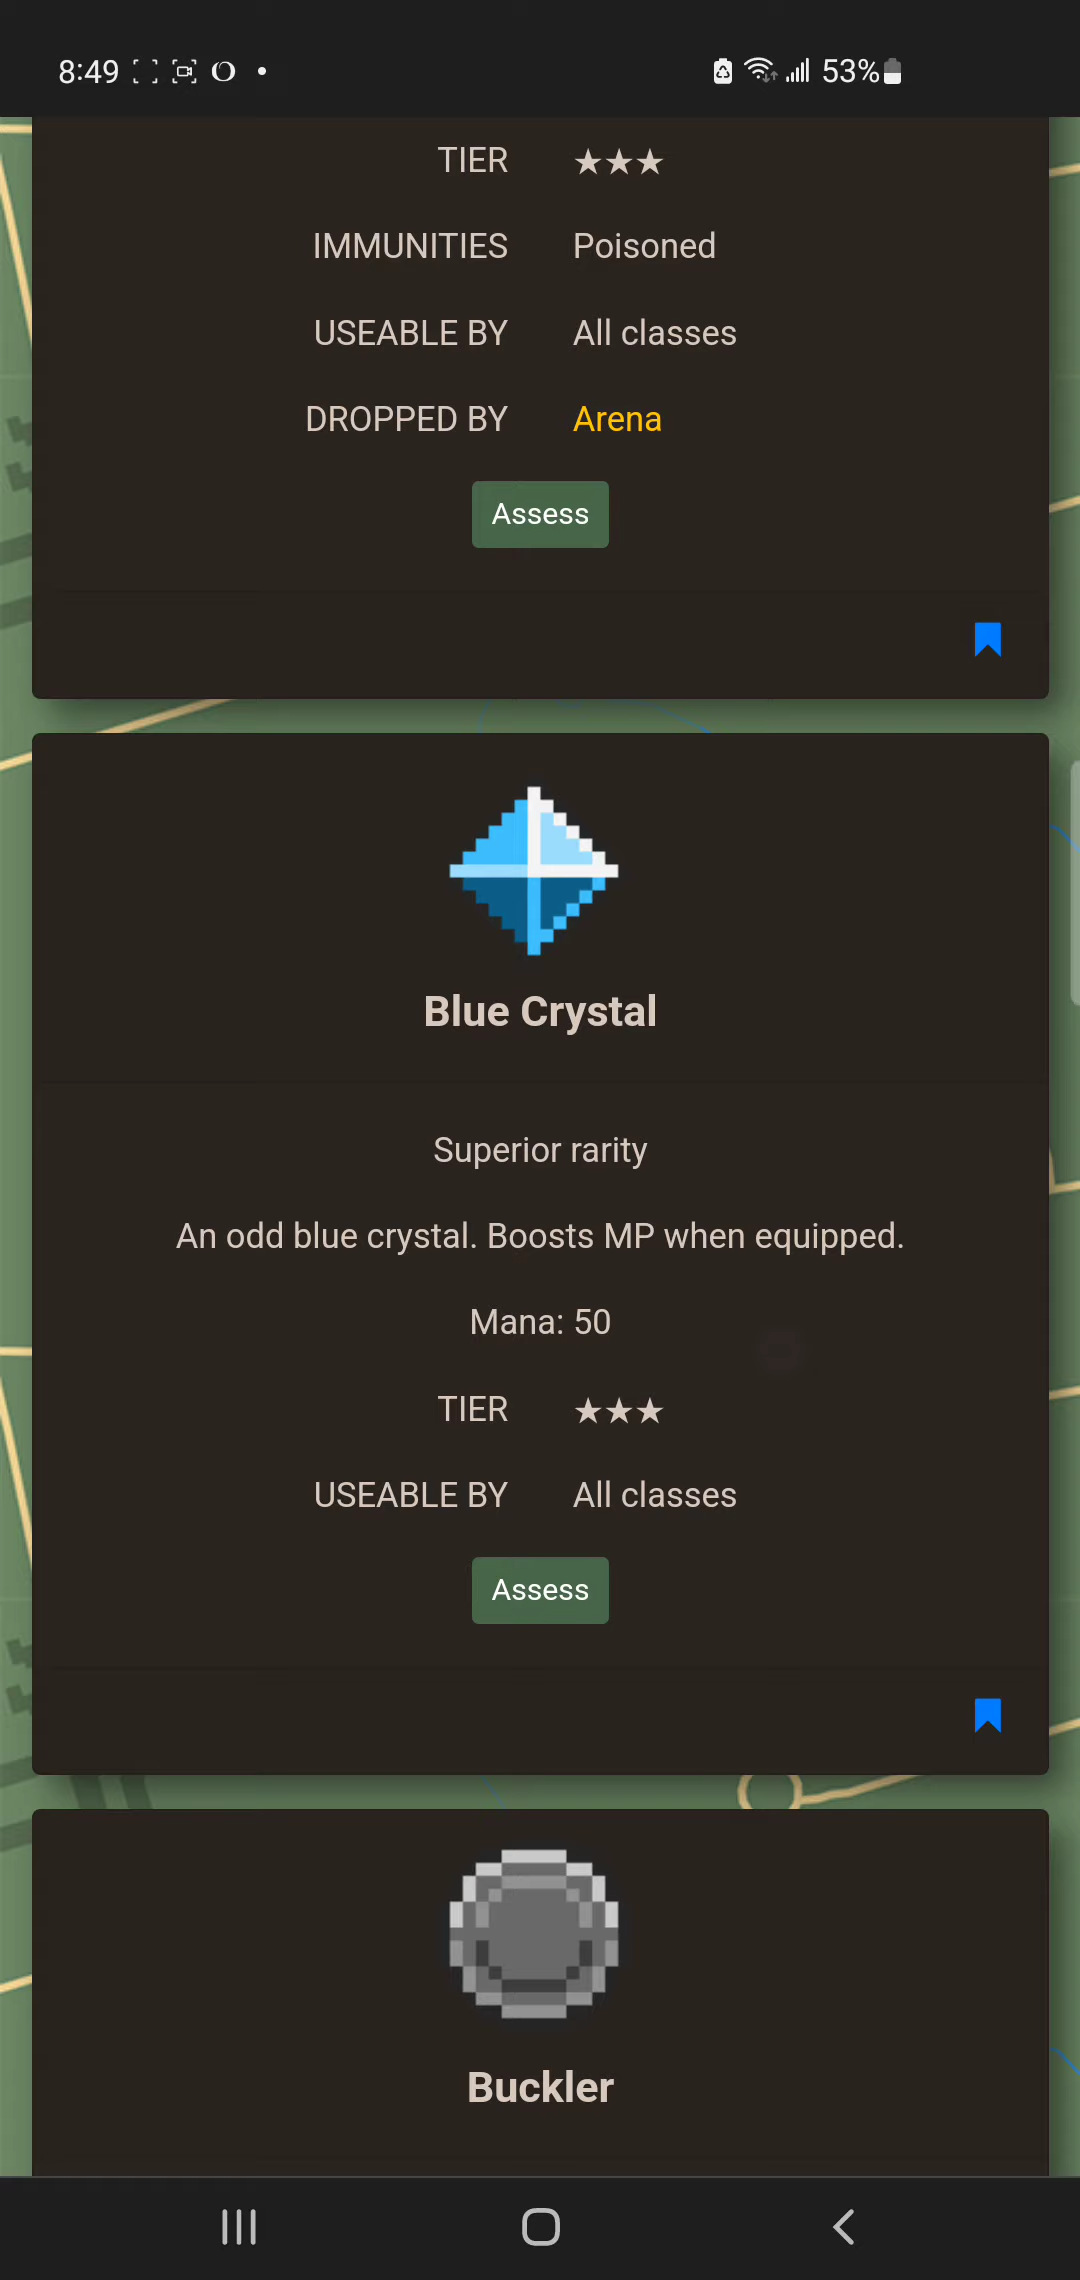 8:49
53%
TIER ★★★
IMMUNITIES Poisoned
USEABLE BY All classes
DROPPED BY Arena
Assess
Blue Crystal
Superior rarity
An odd blue crystal. Boosts MP when equipped.
Mana: 50
TIER ★★★
USEABLE BY All classes
Assess
Buckler